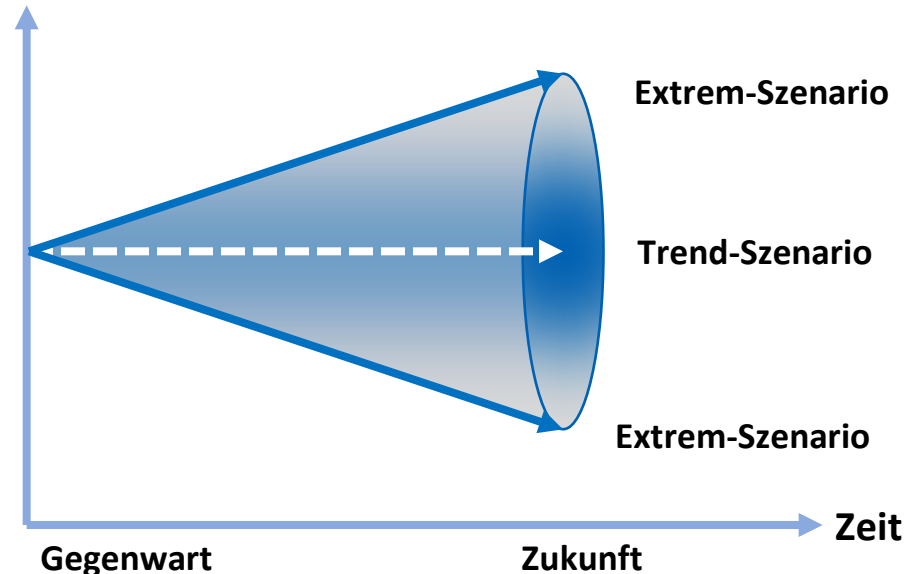 Extrem-Szenario
Trend-Szenario
Extrem-Szenario
Zeit
Gegenwart
Zukunft